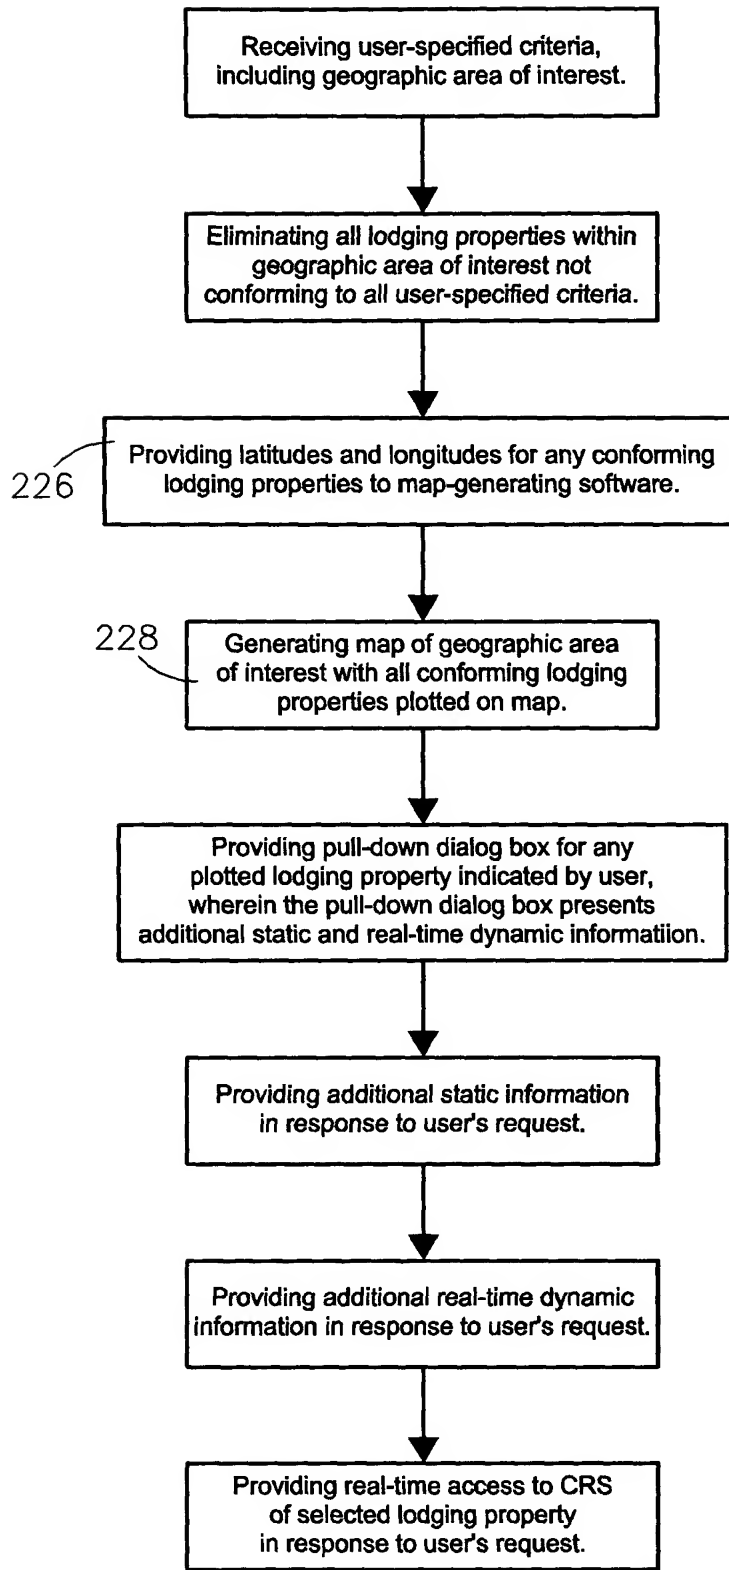 Receiving user-specified criteria,
including geographic area of interest.
Eliminating all lodging properties within
geographic area of interest not
conforming to all user-specified criteria.
226
Providing latitudes and longitudes for any conforming
lodging properties to map-generating software.
228
Generating map of geographic area
of interest with all conforming lodging
properties plotted on map.
Providing pull-down dialog box for any
plotted lodging property indicated by user,
wherein the pull-down dialog box presents
additional static and real-time dynamic informatiion.
Providing additional static information
in response to user's request.
Providing additional real-time dynamic
information in response to user's request.
Providing real-time access to CRS
of selected lodging property
in response to user's request.